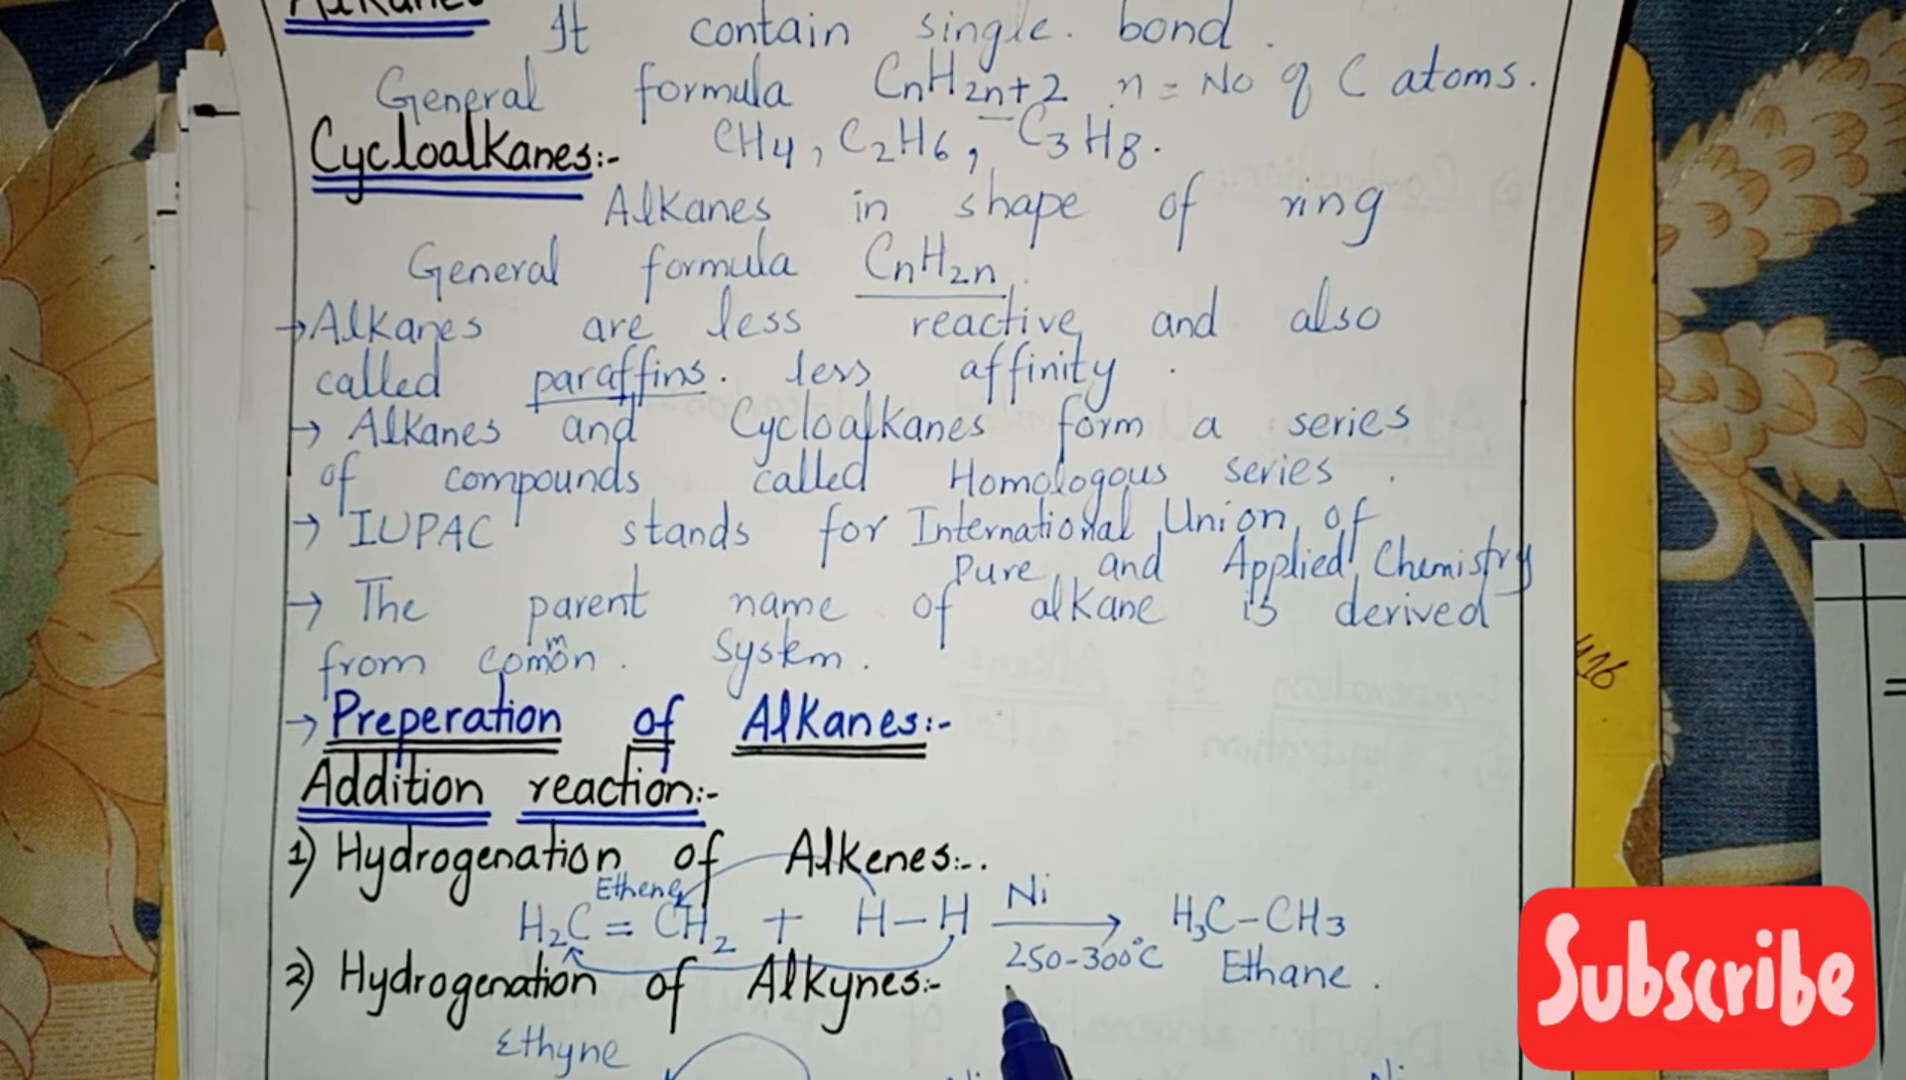 Alkanes
It contain single. bond.
General formula CnH2n+2 n = No of C atoms.
Cycloalkanes:- CH4, C2H6, C3H8.
Alkanes in shape of ring
General formula CnH2n.
→Alkanes are less reactive and also
called paraffins. less affinity.
→ Alkanes and Cycloalkanes form a series
of compounds called Homologous series.
→ IUPAC stands for International Union of
Pure and Applied Chemistry
→ The parent name of alkane is derived
from common. System.
→ Preperation of Alkanes:-
Addition reaction:-
1) Hydrogenation of Alkenes:-.
Ethene
H2C = CH2 + H-H Ni 250-300°C H3C-CH3
Ethane.
2) Hydrogenation of Alkynes:-
Ethyne
Ni
Subscribe